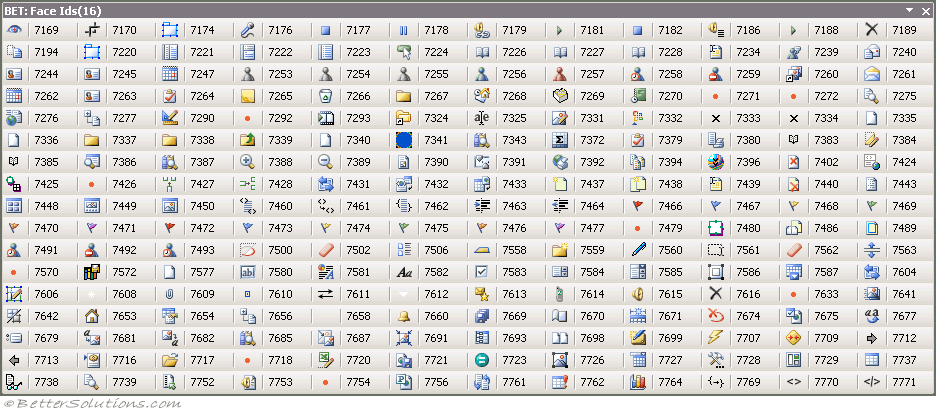 BET: Face Ids(16)
7169 7170 7174 7176 7177 7178 7179 7181 7182 7186 7188 7189
7194 7220 7221 7222 7223 7224 7226 7227 7228 7234 7239 7240
7244 7245 7247 7253 7254 7255 7256 7257 7258 7259 7260 7261
7262 7263 7264 7265 7266 7267 7268 7269 7270 7271 7272 7275
7276 7277 7290 7292 7293 7324 7325 7331 7332 7333 7334 7335
7336 7337 7338 7339 7340 7341 7343 7372 7379 7380 7383 7384
7385 7386 7387 7388 7389 7390 7391 7392 7394 7396 7402 7424
7425 7426 7427 7428 7431 7432 7433 7437 7438 7439 7440 7443
7448 7449 7450 7460 7461 7462 7463 7464 7466 7467 7468 7469
7470 7471 7472 7473 7474 7475 7476 7477 7479 7480 7486 7489
7491 7492 7493 7500 7502 7506 7558 7559 7560 7561 7562 7563
7570 7572 7577 7580 7581 7582 7583 7584 7585 7586 7587 7604
7606 7608 7609 7610 7611 7612 7613 7614 7615 7616 7633 7641
7642 7653 7654 7656 7658 7660 7669 7670 7671 7674 7675 7677
7679 7681 7682 7685 7687 7691 7693 7698 7699 7707 7709 7712
7713 7716 7717 7718 7720 7721 7723 7726 7727 7728 7729 7737
7738 7739 7752 7753 7754 7756 7761 7762 7764 7769 7770 7771
©BetterSolutions.com